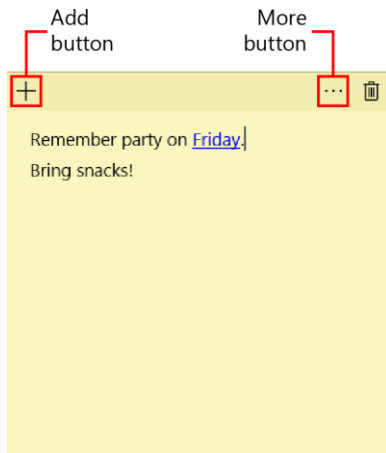 Add
button
More
button
Remember party on Friday.
Bring snacks!